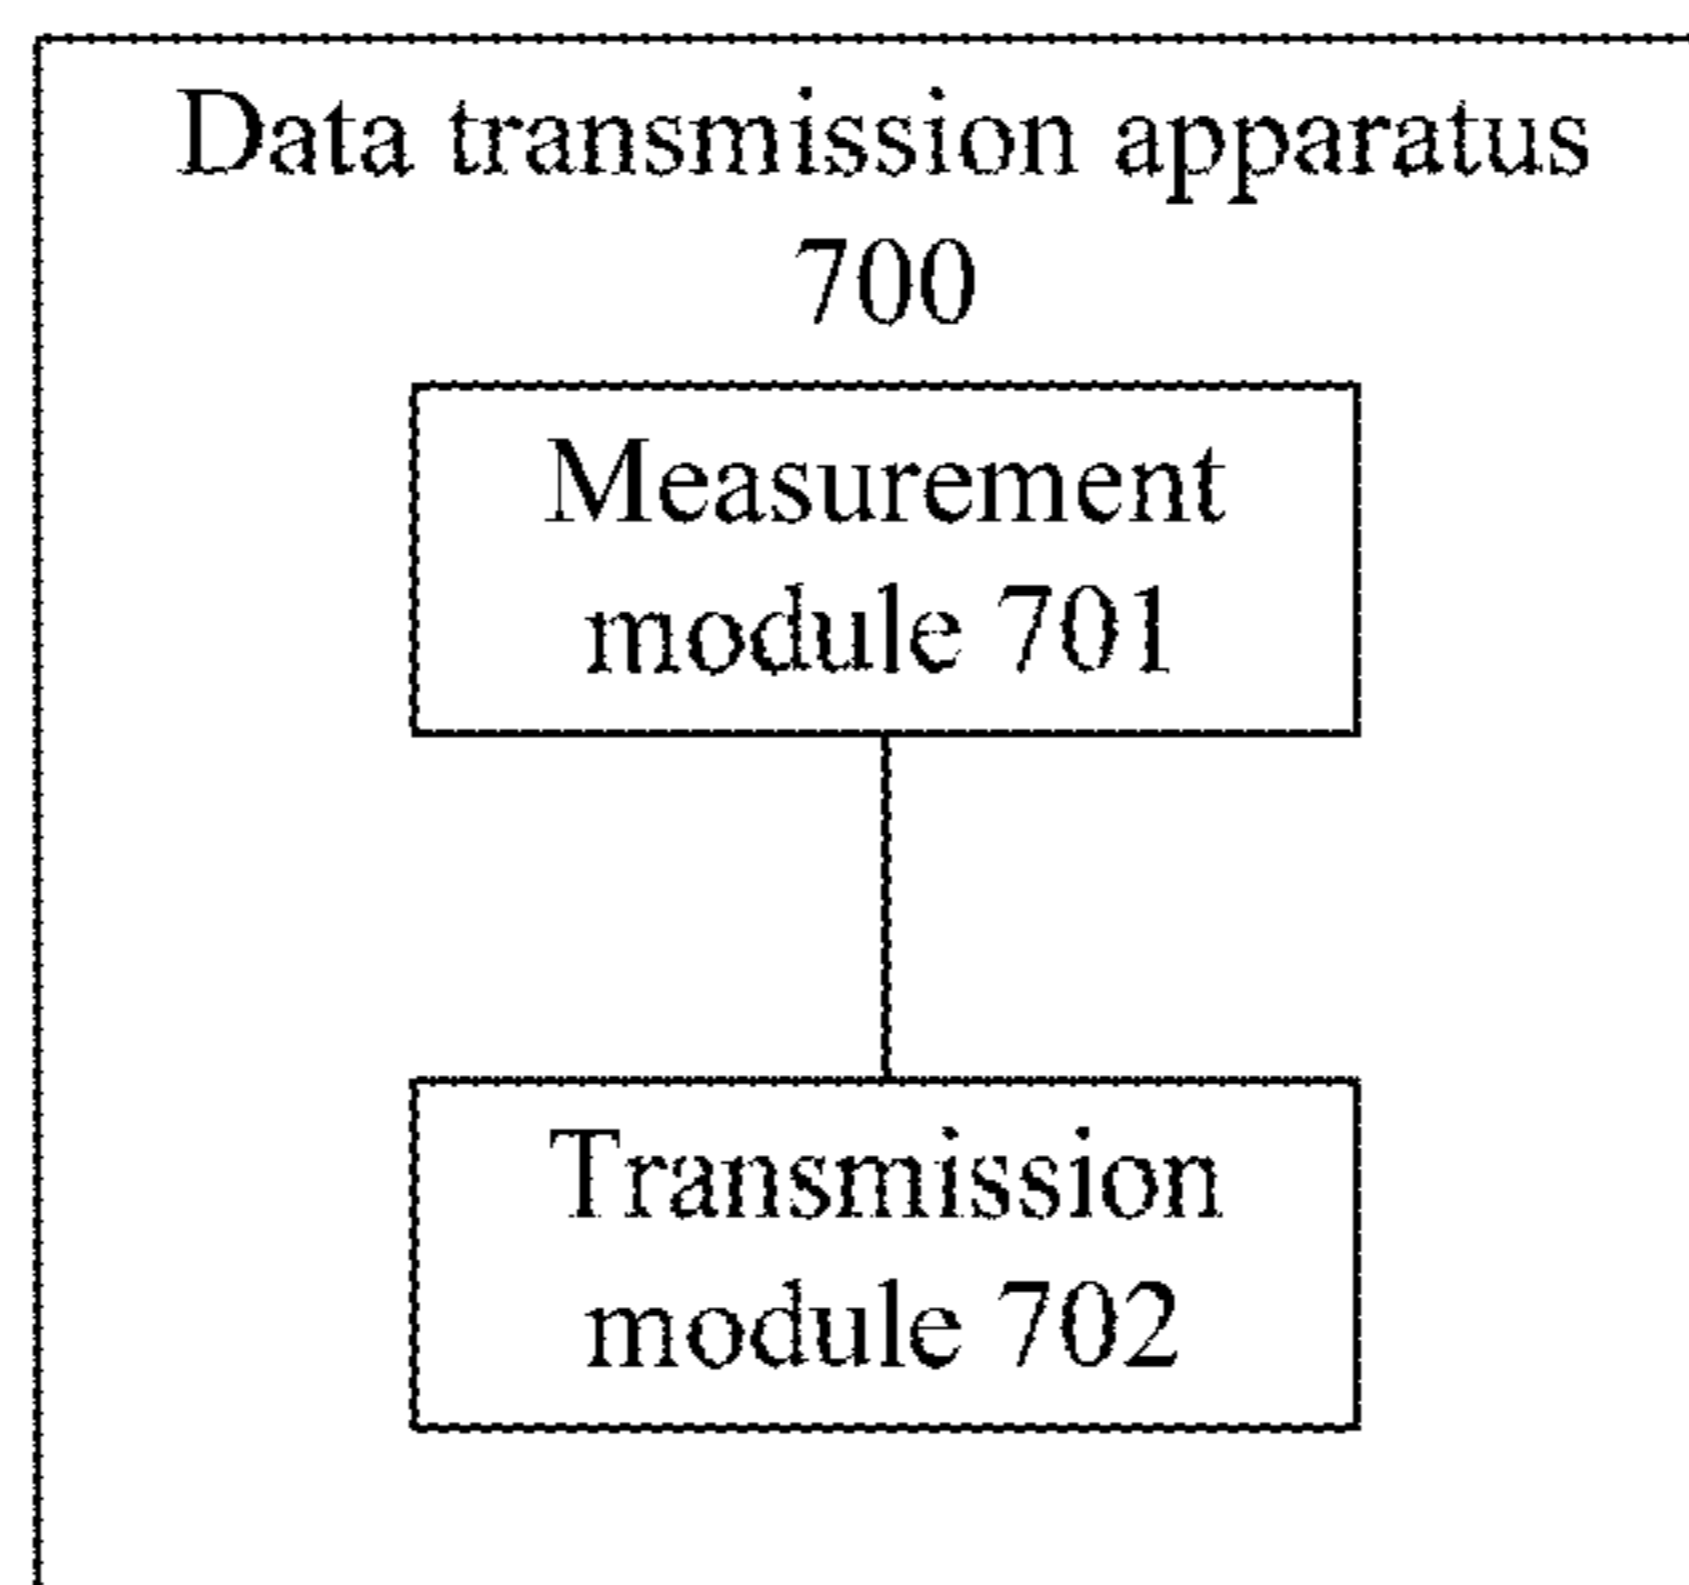 Data transmission apparatus
700
Measurement
module 701
Transmission
module 702